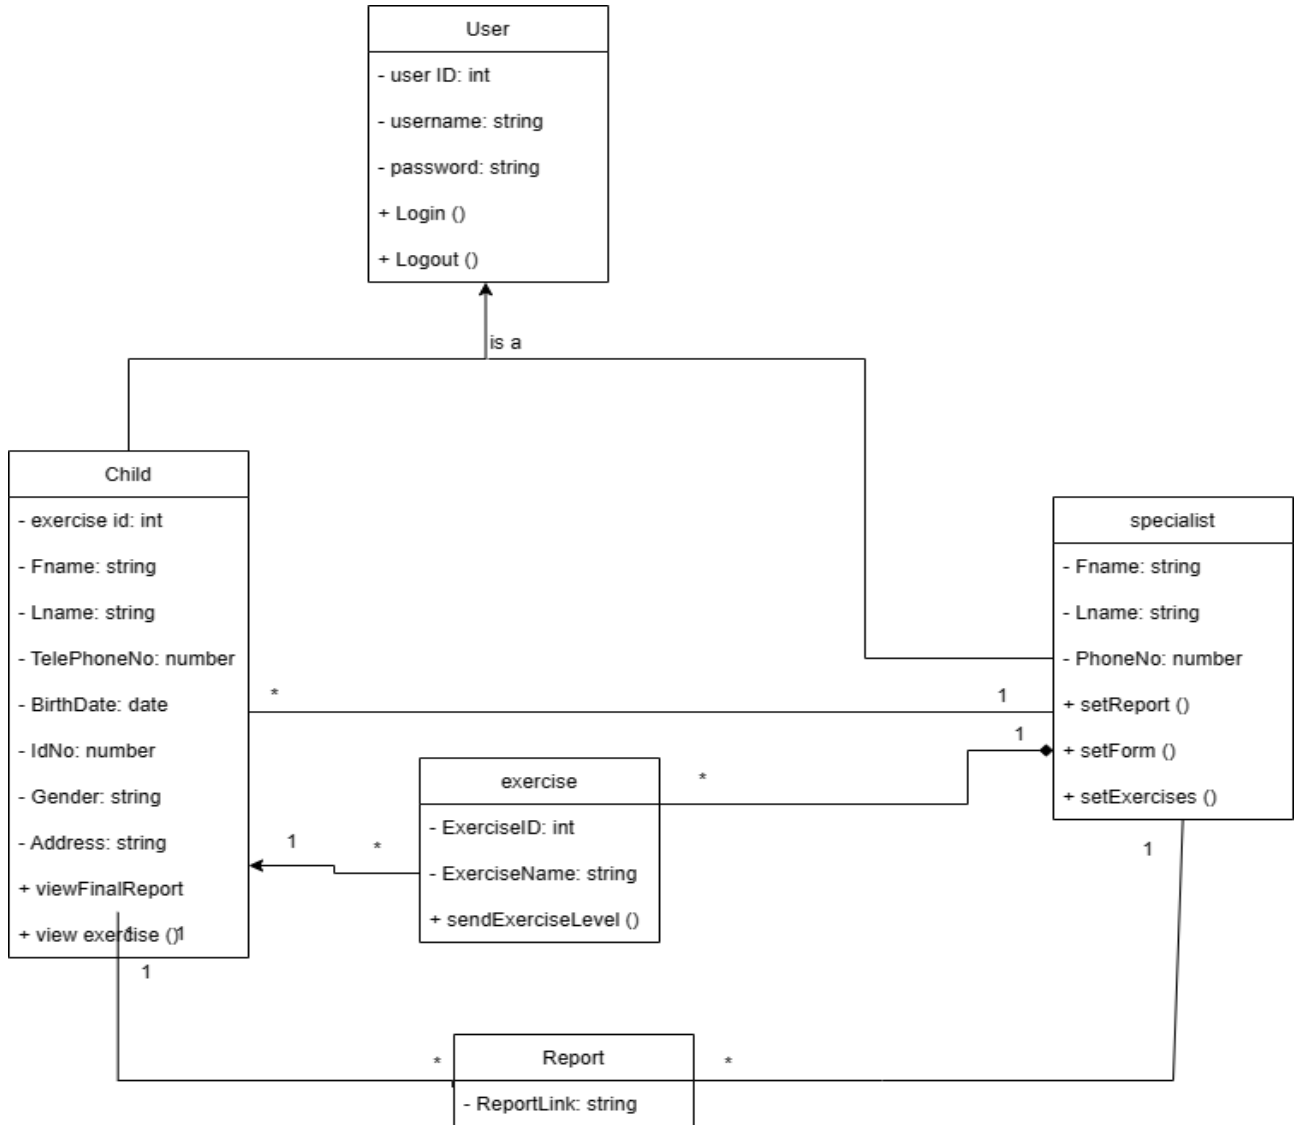 User
- user ID: int
- username: string
- password: string
+ Login ()
+ Logout ()
is a
Child
- exercise id: int
- Fname: string
- Lname: string
- TelePhoneNo: number
- BirthDate: date
- IdNo: number
- Gender: string
- Address: string
+ viewFinalReport
+ view exercise ()
1
1
1
specialist
- Fname: string
- Lname: string
- PhoneNo: number
+ setReport ()
+ setForm ()
+ setExercises ()
*
1
1
*
exercise
- ExerciseID: int
- ExerciseName: string
+ sendExerciseLevel ()
1
*
1
*
Report
*
- ReportLink: string